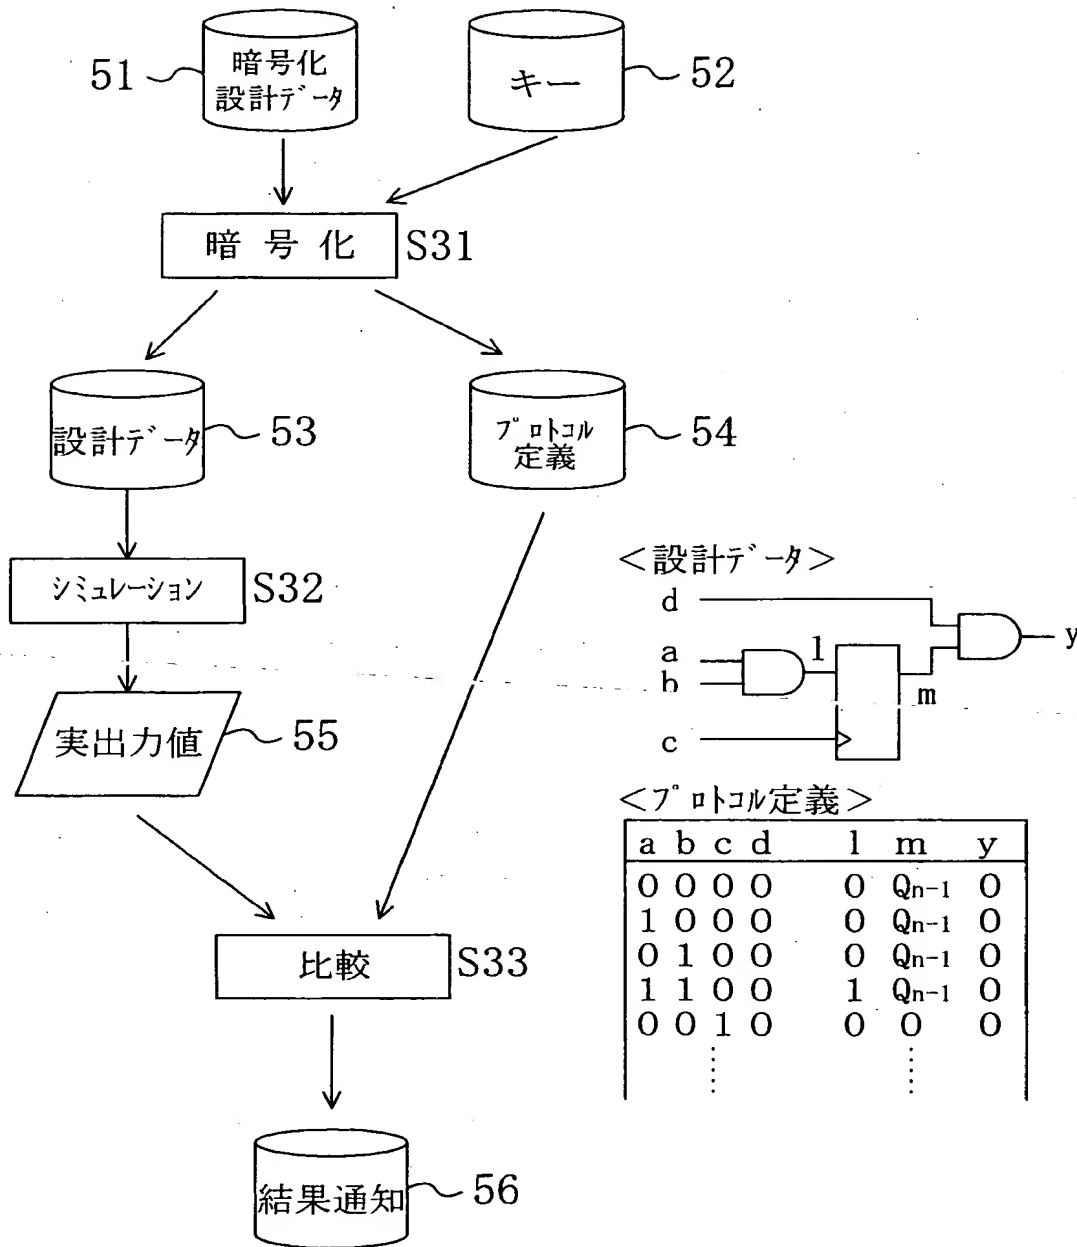 51
暗号化
設計データ
キー
52
暗号化
S31
設計データ
53
プロトコル
定義
54
シミュレーション
S32
実出力値
55
比較
S33
結果通知
56
<設計データ>
d
a
b
c
l
m
y
<プロトコル定義>
a b c d l m y
0 0 0 0 0 Qn-1 0
1 0 0 0 0 Qn-1 0
0 1 0 0 0 Qn-1 0
1 1 0 0 1 Qn-1 0
0 0 1 0 0 0 0